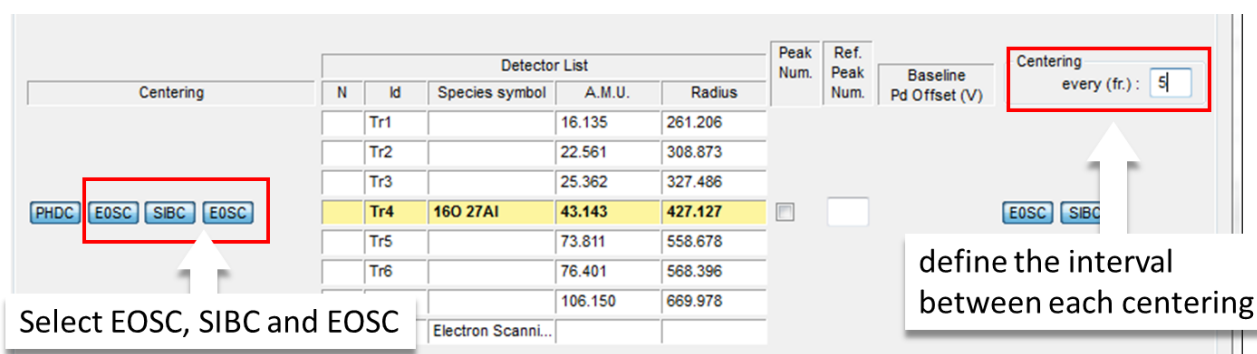 Detector List
Peak Num.
Ref. Peak Num.
Baseline Pd Offset (V)
Centering
every (fr.) : 5
Centering
N Id Species symbol A.M.U. Radius
Tr1 16.135 261.206
Tr2 22.561 308.873
Tr3 25.362 327.486
PHDC E0SC SIBC E0SC Tr4 16O 27Al 43.143 427.127 E0SC SIBC
Tr5 73.811 558.678
Tr6 76.401 568.396
106.150 669.978
Electron Scanni...
Select EOSC, SIBC and EOSC
define the interval
between each centering